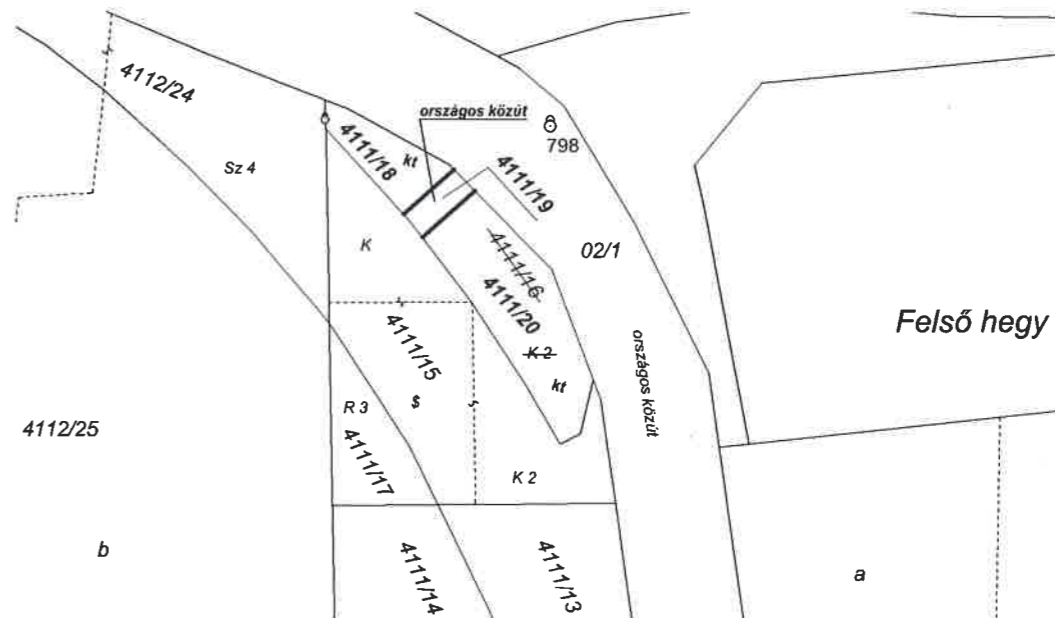 4112/24
országos közút
798
4111/18
kt
4111/19
Sz 4
K
4111/16
02/1
4111/20
Felső hegy
4111/15
K 2
kt
országos közút
R 3
4112/25
4111/17
K 2
b
4111/14
4111/13
a